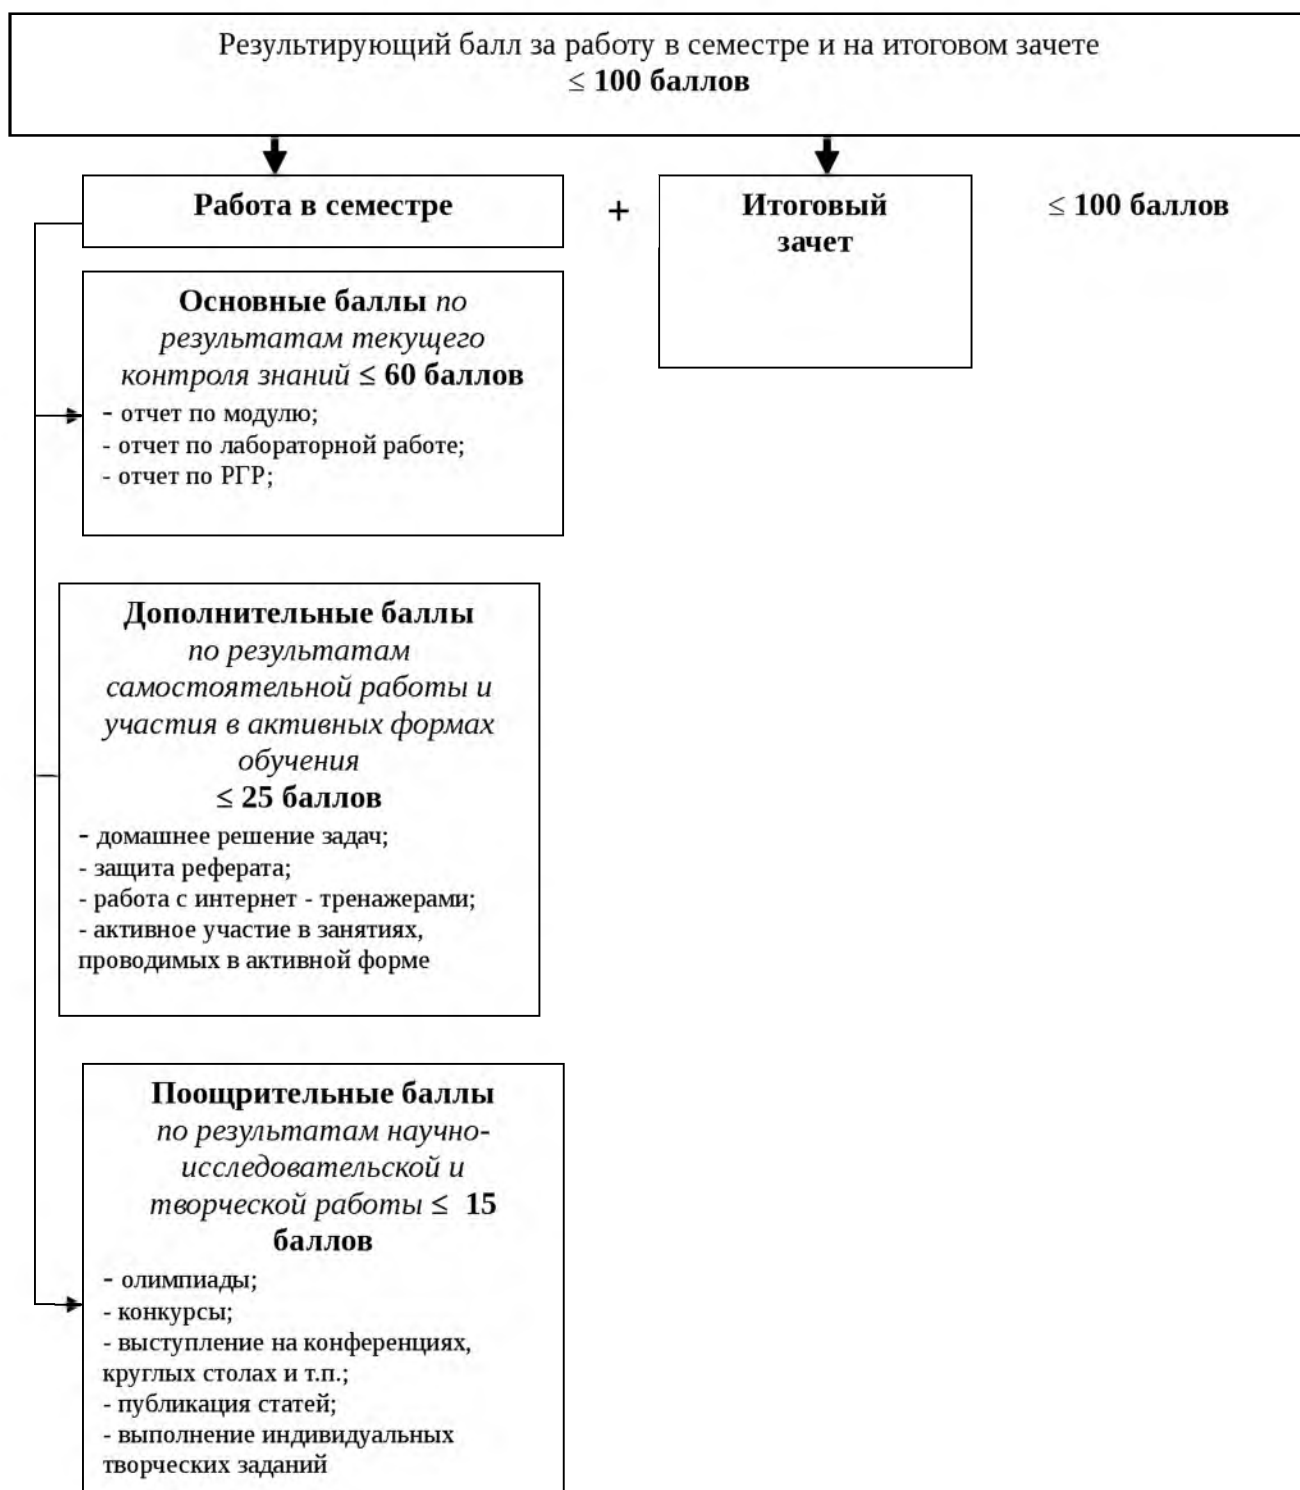 Результирующий балл за работу в семестре и на итоговом зачете
≤ 100 баллов
Работа в семестре
+
Итоговый
зачет
≤ 100 баллов
Основные баллы по
результатам текущего
контроля знаний ≤ 60 баллов
- отчет по модулю;
- отчет по лабораторной работе;
- отчет по РГР;
Дополнительные баллы
по результатам
самостоятельной работы и
участия в активных формах
обучения
≤ 25 баллов
- домашнее решение задач;
- защита реферата;
- работа с интернет - тренажерами;
- активное участие в занятиях,
проводимых в активной форме
Поощрительные баллы
по результатам научно-
исследовательской и
творческой работы ≤ 15
баллов
- олимпиады;
- конкурсы;
- выступление на конференциях,
круглых столах и т.п.;
- публикация статей;
- выполнение индивидуальных
творческих заданий